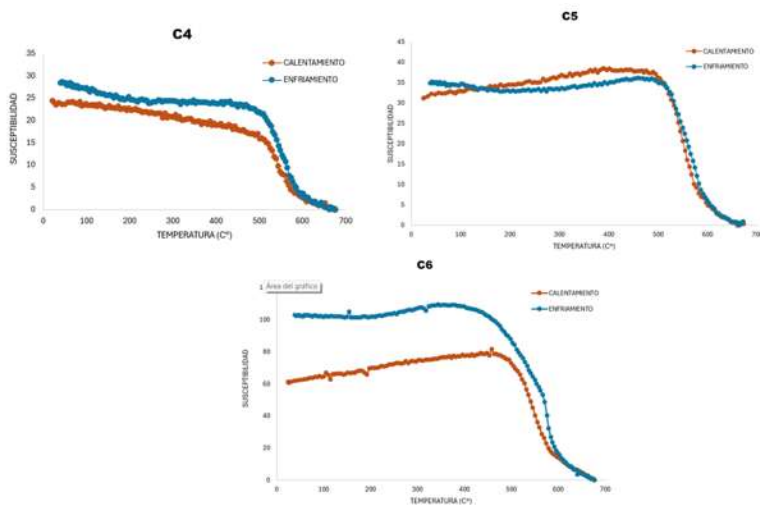 C4
CALENTAMIENTO
ENFRIAMIENTO
SUSCEPTIBILIDAD
35
30
25
20
15
10
5
0
0 100 200 300 400 500 600 700
TEMPERATURA (C°)
C5
CALENTAMIENTO
ENFRIAMIENTO
SUSCEPTIBILIDAD
45
40
35
30
25
20
15
10
5
0
0 100 200 300 400 500 600 700
TEMPERATURA (C°)
C6
Área del gráfico
CALENTAMIENTO
ENFRIAMIENTO
SUSCEPTIBILIDAD
1
100
80
60
40
20
0
0 100 200 300 400 500 600 700
TEMPERATURA (C°)